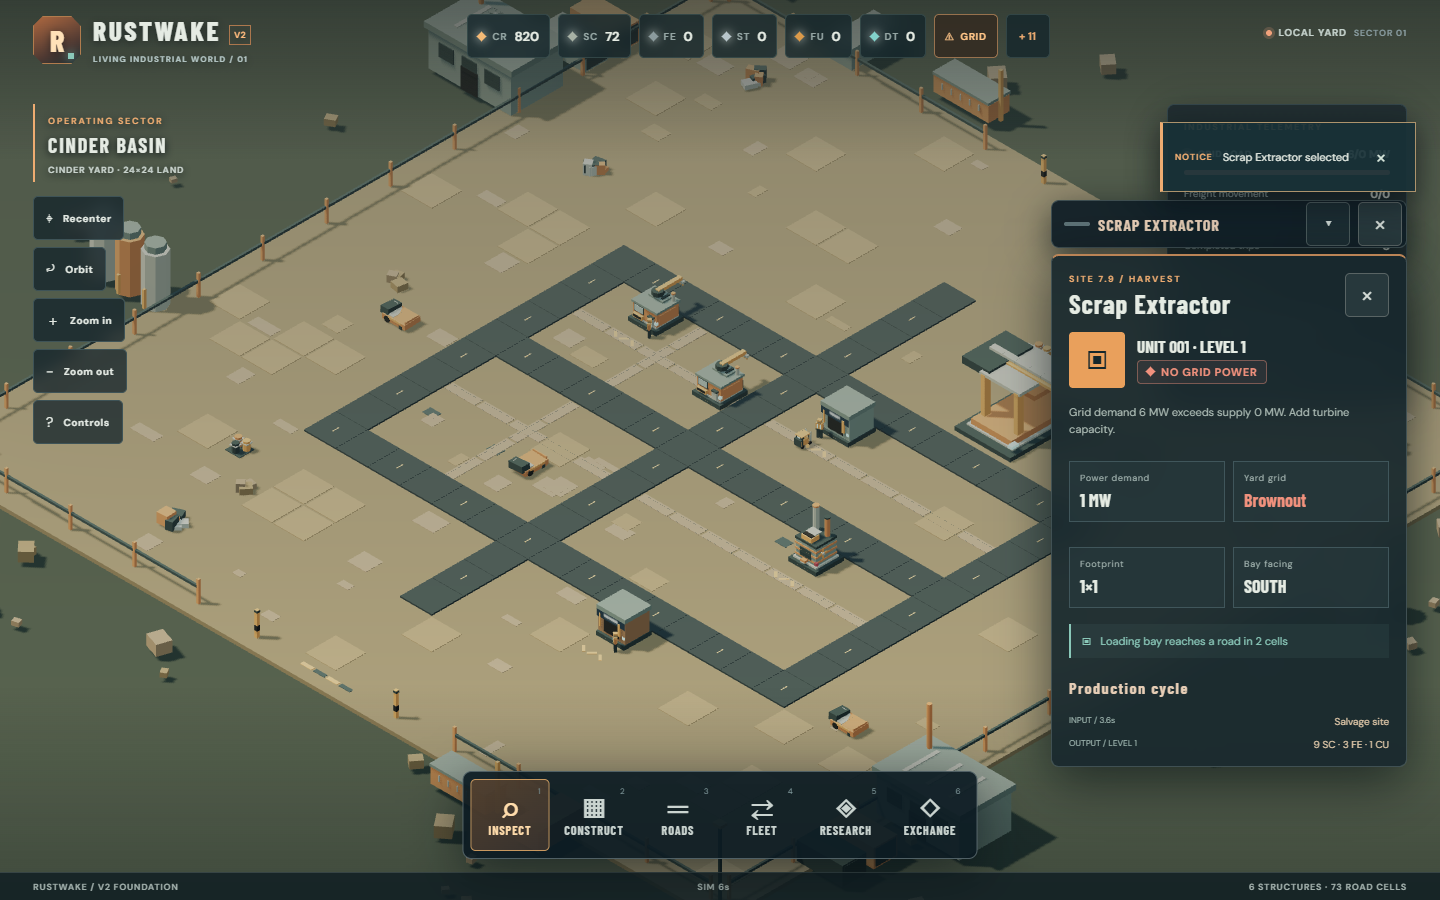 R
RUSTWAKE V2
LIVING INDUSTRIAL WORLD / 01
CR 820
SC 72
FE 0
ST 0
FU 0
DT 0
GRID
+ 11
LOCAL YARD SECTOR 01
OPERATING SECTOR
CINDER BASIN
CINDER YARD · 24×24 LAND
Recenter
Orbit
+ Zoom in
− Zoom out
? Controls
INDUSTRIAL TELEMETRY
NOTICE Scrap Extractor selected ×
Freight movement 0/0
SCRAP EXTRACTOR ▼ ×
SITE 7.9 / HARVEST
Scrap Extractor ×
UNIT 001 · LEVEL 1
◆ NO GRID POWER
Grid demand 6 MW exceeds supply 0 MW. Add turbine
capacity.
Power demand
1 MW
Yard grid
Brownout
Footprint
1×1
Bay facing
SOUTH
Loading bay reaches a road in 2 cells
Production cycle
INPUT / 3.6s Salvage site
OUTPUT / LEVEL 1 9 SC · 3 FE · 1 CU
1
INSPECT
2
CONSTRUCT
3
ROADS
4
FLEET
5
RESEARCH
6
EXCHANGE
RUSTWAKE / V2 FOUNDATION
SIM 6s
6 STRUCTURES · 73 ROAD CELLS